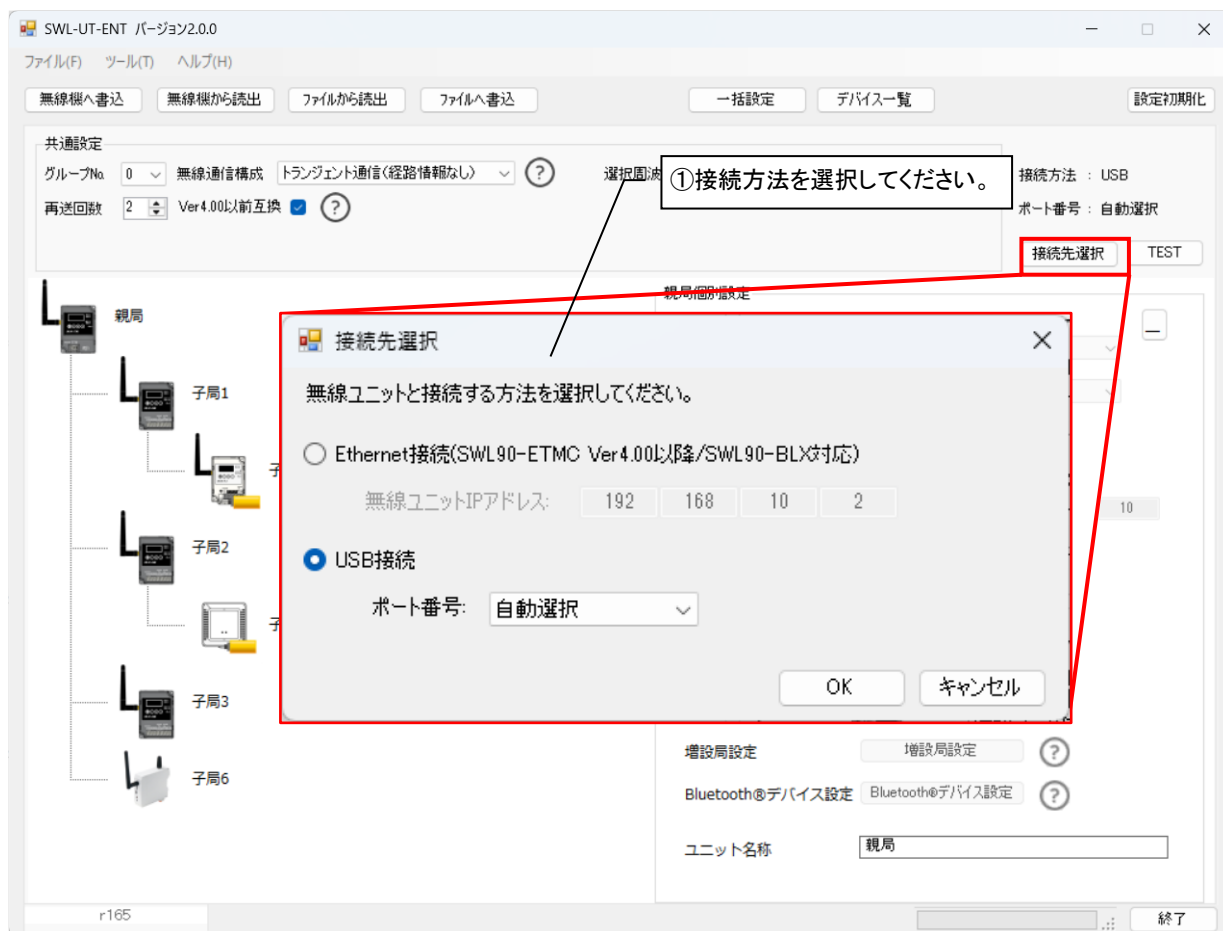 SWL-UT-ENT バージョン2.0.0
ファイル(F) ツール(T) ヘルプ(H)
無線機へ書込 無線機から読出 ファイルから読出 ファイルへ書込 一括設定 デバイス一覧 設定初期化
共通設定
グループNo. 0 無線通信構成 トランジェント通信(経路情報なし) ? 選択周波
①接続方法を選択してください。
接続方法 : USB
再送回数 2 Ver4.00以前互換 ?
ポート番号 : 自動選択
接続先選択 TEST
親局個別設定
親局
子局1
子局2
子局3
子局6
接続先選択
無線ユニットと接続する方法を選択してください。
Ethernet接続(SWL90-ETMC Ver4.00以降/SWL90-BLX対応)
無線ユニットIPアドレス: 192 168 10 2
USB接続
ポート番号: 自動選択
OK キャンセル
10
増設局設定 増設局設定 ?
Bluetooth®デバイス設定 Bluetooth®デバイス設定 ?
ユニット名称 親局
r165
終了